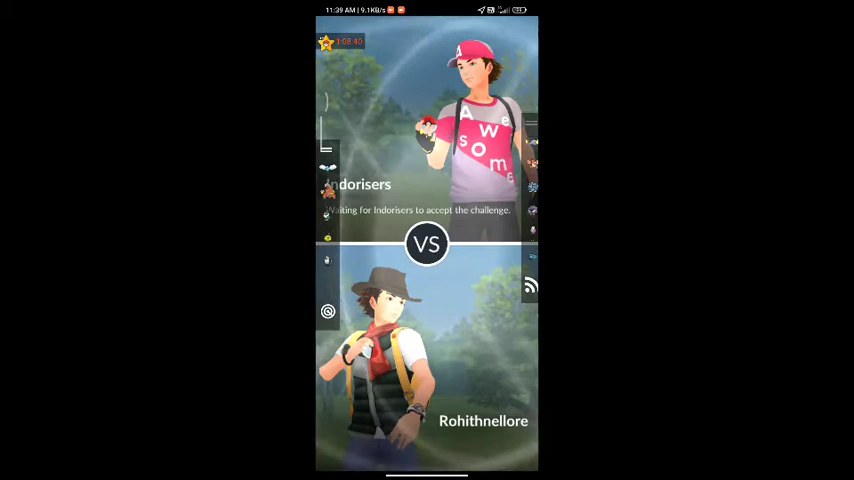 11:39 AM | 9.1KB/s
1:08:40
A
Awesome
Indorisers
Waiting for Indorisers to accept the challenge.
VS
Rohithnellore